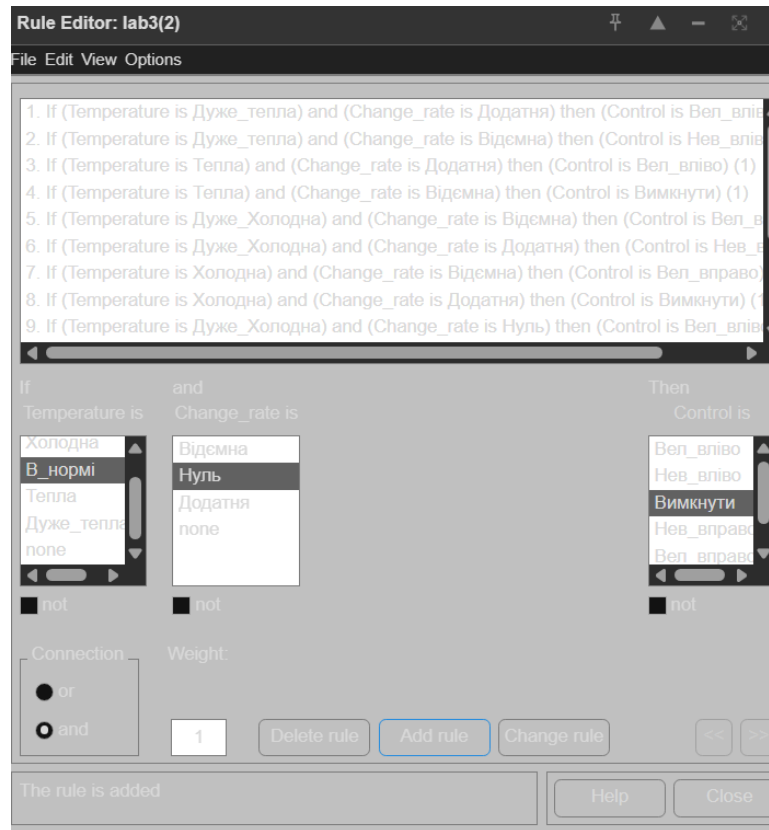 Rule Editor: lab3(2)
File Edit View Options
1. If (Temperature is Дуже_тепла) and (Change_rate is Додатня) then (Control is Вел_влів
2. If (Temperature is Дуже_тепла) and (Change_rate is Відємна) then (Control is Нев_влів
3. If (Temperature is Тепла) and (Change_rate is Додатня) then (Control is Вел_вліво) (1)
4. If (Temperature is Тепла) and (Change_rate is Відємна) then (Control is Вимкнути) (1)
5. If (Temperature is Дуже_Холодна) and (Change_rate is Відємна) then (Control is Вел_в
6. If (Temperature is Дуже_Холодна) and (Change_rate is Додатня) then (Control is Нев_в
7. If (Temperature is Холодна) and (Change_rate is Відємна) then (Control is Вел_вправо)
8. If (Temperature is Холодна) and (Change_rate is Додатня) then (Control is Вимкнути) (1
9. If (Temperature is Дуже_Холодна) and (Change_rate is Нуль) then (Control is Вел_вліво
If and Then
Temperature is Change_rate is Control is
Холодна Відємна Вел_вліво
В_нормі Нуль Нев_вліво
Тепла Додатня Вимкнути
Дуже_тепла none Нев_вправо
none Вел_вправо
not not not
Connection Weight:
or
and 1 Delete rule Add rule Change rule << >>
The rule is added Help Close